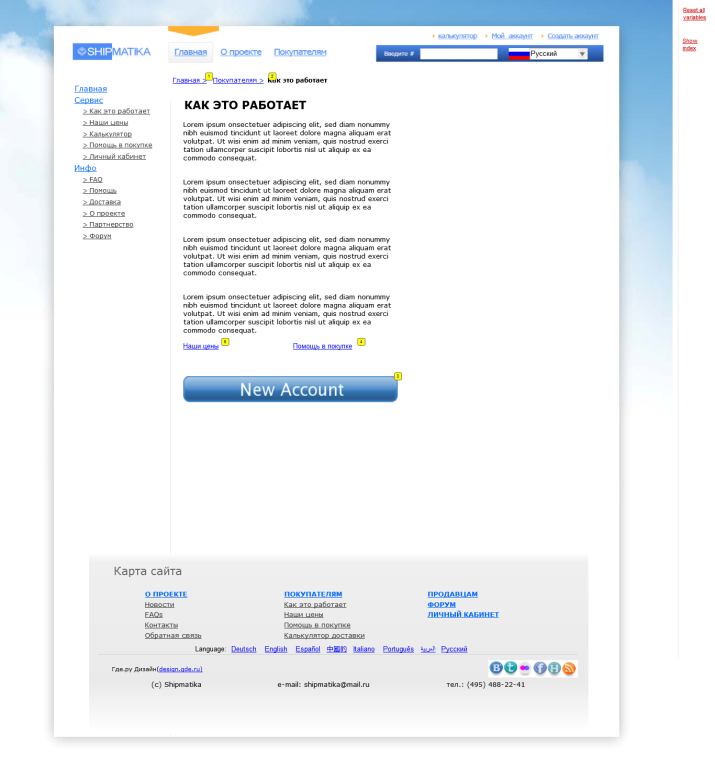 Reset all
variables
Show
index
калькулятор
Мой аккаунт
Создать аккаунт
SHIPMATIKA
Главная
О проекте
Покупателям
Вводите #
Русский
Главная >
Покупателям >
Как это работает
Главная
Сервис
> Как это работает
> Наши цены
> Калькулятор
> Помощь в покупке
> Личный кабинет
Инфо
> FAQ
> Помощь
> Доставка
> О проекте
> Партнерство
> Форум
КАК ЭТО РАБОТАЕТ
Lorem ipsum onsectetuer adipiscing elit, sed diam nonummy
nibh euismod tincidunt ut laoreet dolore magna aliquam erat
volutpat. Ut wisi enim ad minim veniam, quis nostrud exerci
tation ullamcorper suscipit lobortis nisl ut aliquip ex ea
commodo consequat.
Lorem ipsum onsectetuer adipiscing elit, sed diam nonummy
nibh euismod tincidunt ut laoreet dolore magna aliquam erat
volutpat. Ut wisi enim ad minim veniam, quis nostrud exerci
tation ullamcorper suscipit lobortis nisl ut aliquip ex ea
commodo consequat.
Lorem ipsum onsectetuer adipiscing elit, sed diam nonummy
nibh euismod tincidunt ut laoreet dolore magna aliquam erat
volutpat. Ut wisi enim ad minim veniam, quis nostrud exerci
tation ullamcorper suscipit lobortis nisl ut aliquip ex ea
commodo consequat.
Lorem ipsum onsectetuer adipiscing elit, sed diam nonummy
nibh euismod tincidunt ut laoreet dolore magna aliquam erat
volutpat. Ut wisi enim ad minim veniam, quis nostrud exerci
tation ullamcorper suscipit lobortis nisl ut aliquip ex ea
commodo consequat.
Наши цены
Помощь в покупке
New Account
Карта сайта
О ПРОЕКТЕ
Новости
FAQs
Контакты
Обратная связь
ПОКУПАТЕЛЯМ
Как это работает
Наши цены
Помощь в покупке
Калькулятор доставки
ПРОДАВЦАМ
ФОРУМ
ЛИЧНЫЙ КАБИНЕТ
Language: Deutsch English Español 中國的 Italiano Português العربية Русский
Где.ру Дизайн(design.gde.ru)
(c) Shipmatika
e-mail: shipmatika@mail.ru
тел.: (495) 488-22-41